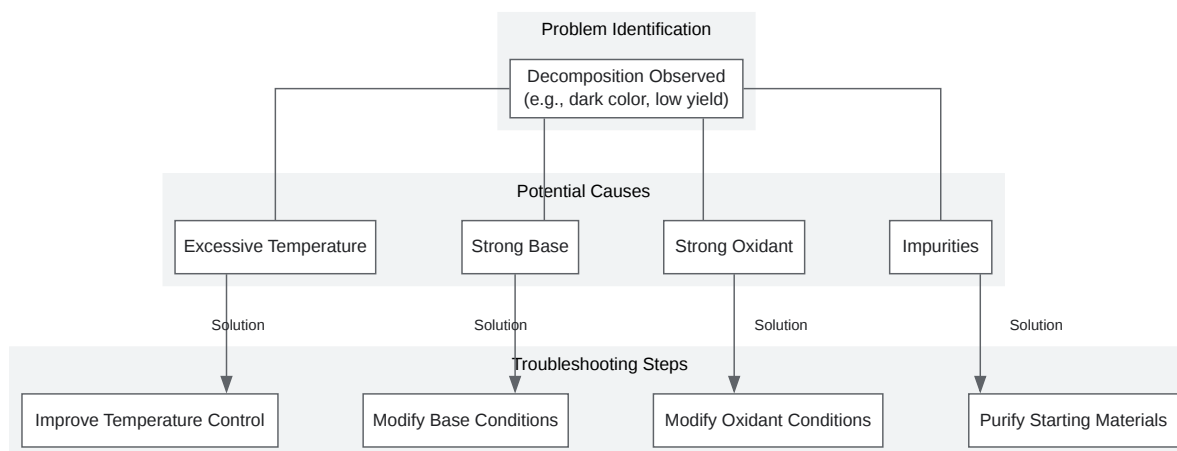 Problem Identification
Decomposition Observed
(e.g., dark color, low yield)
Potential Causes
Excessive Temperature
Strong Base
Strong Oxidant
Impurities
Solution
Solution
Solution
Solution
Troubleshooting Steps
Improve Temperature Control
Modify Base Conditions
Modify Oxidant Conditions
Purify Starting Materials